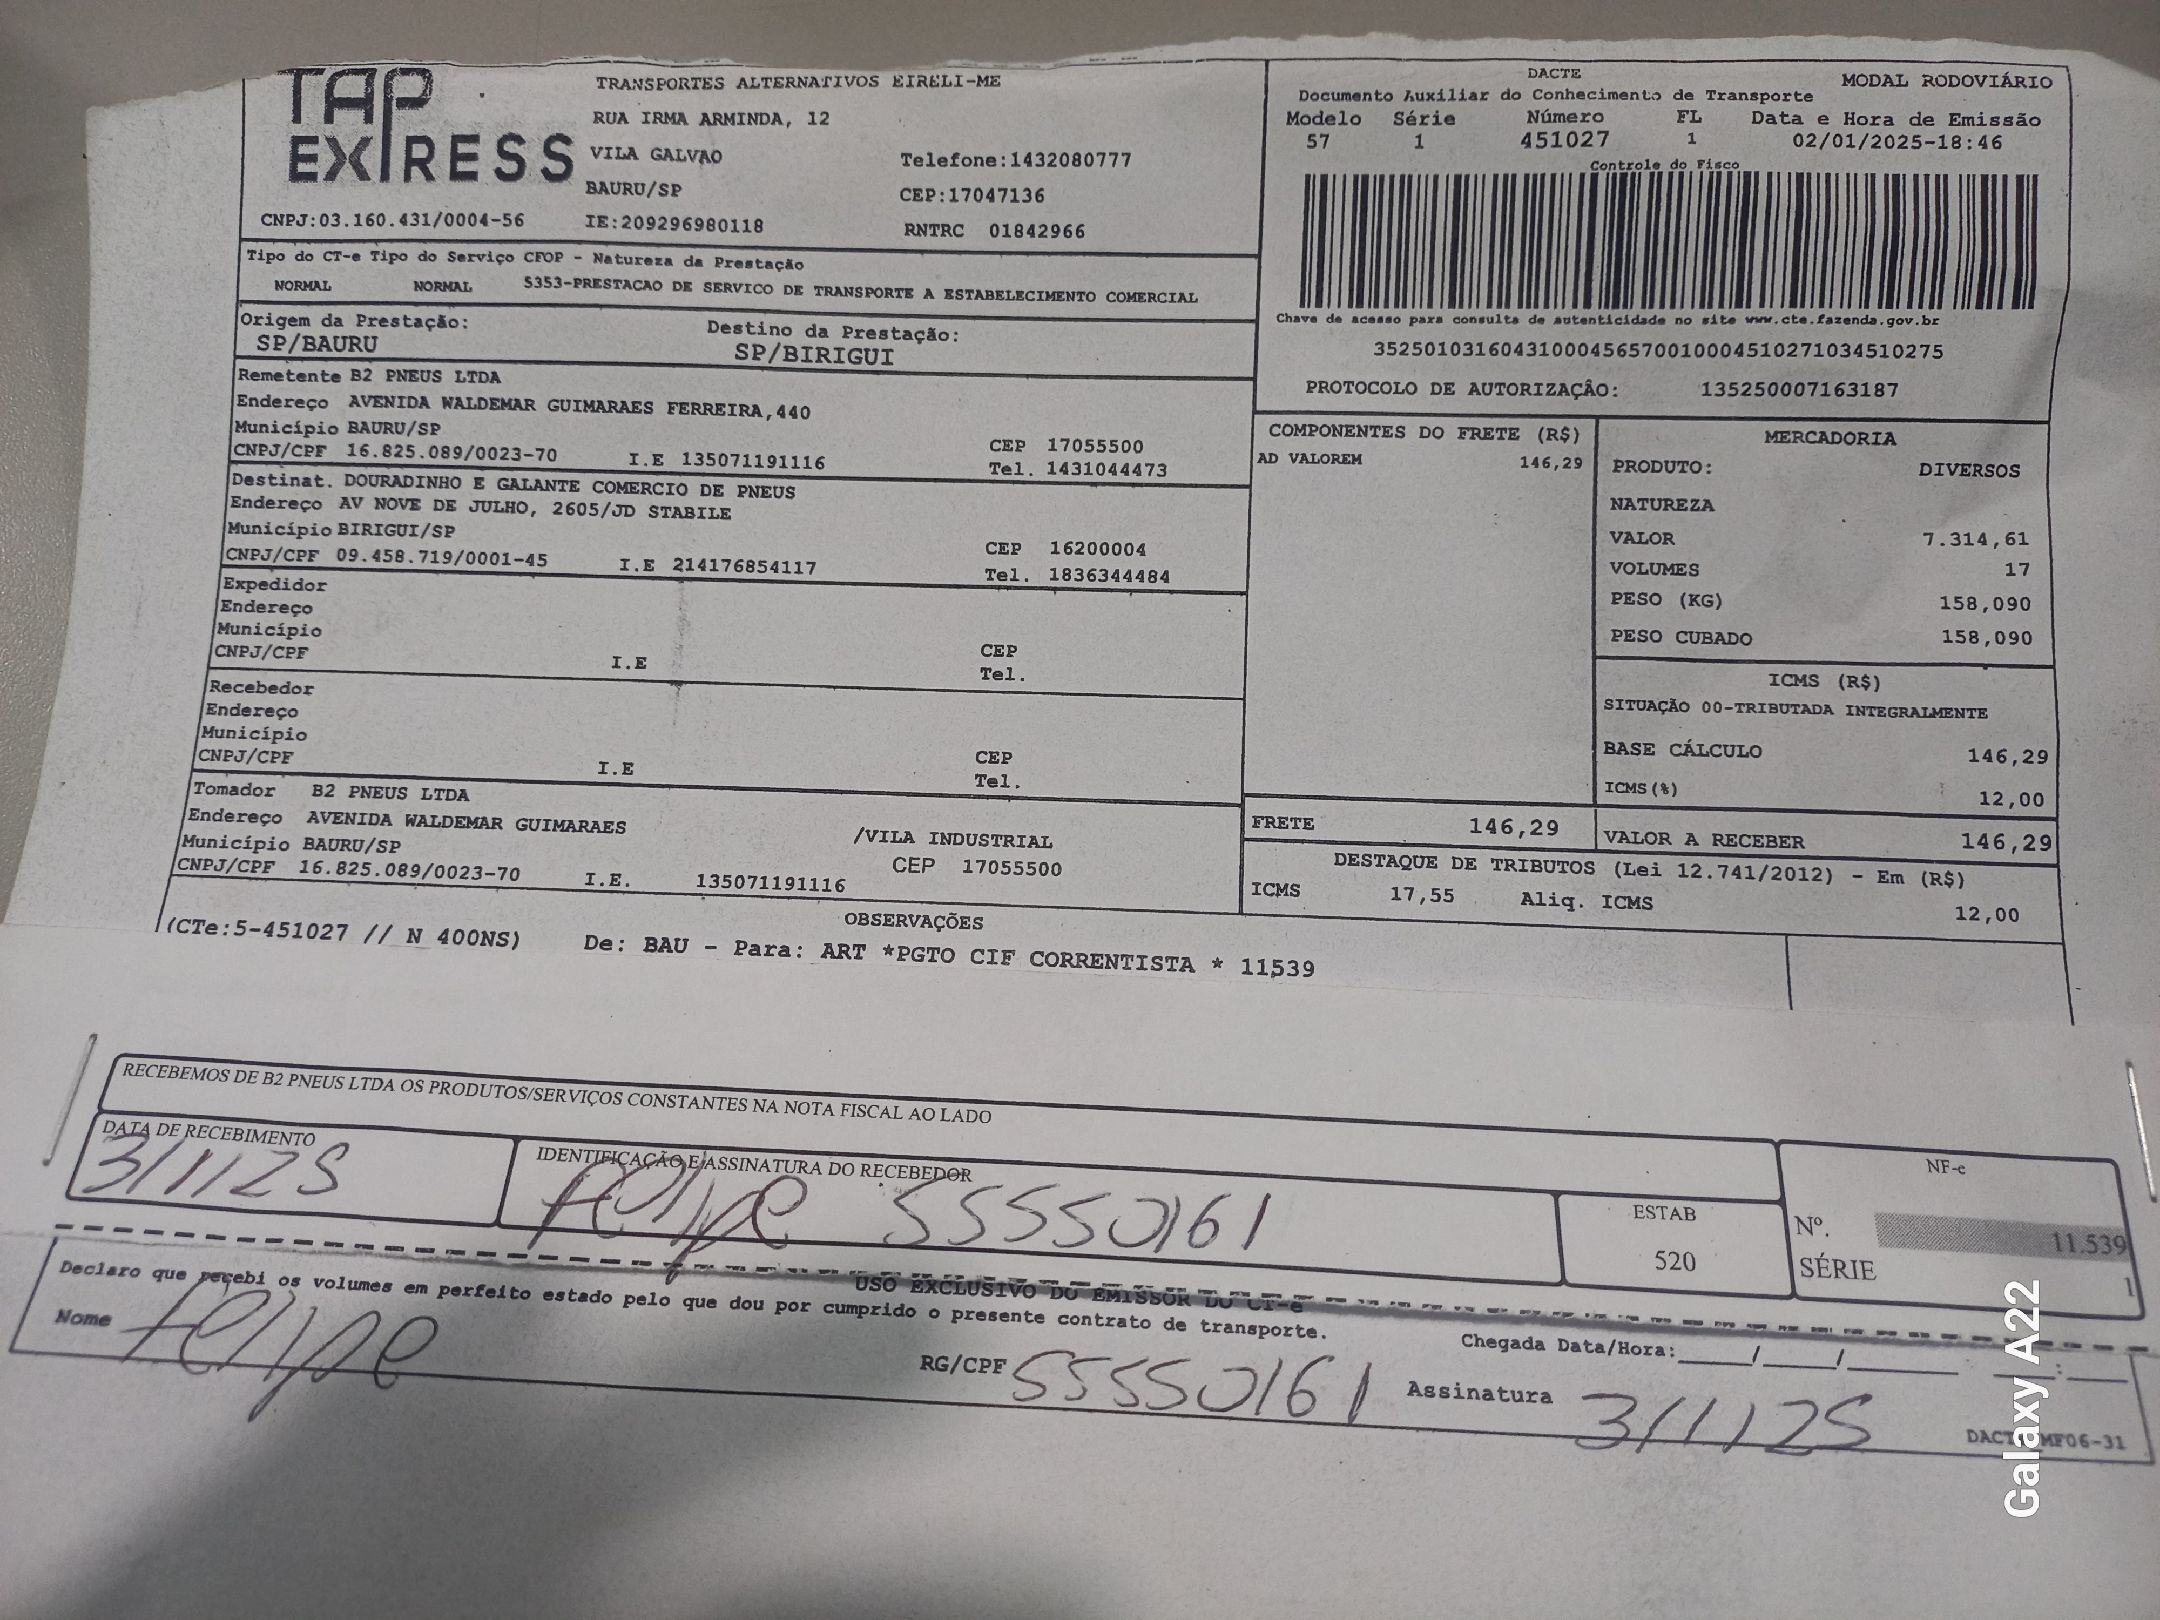 TAP EXPRESS
TRANSPORTES ALTERNATIVOS EIRELI-ME
RUA IRMA ARMINDA, 12
VILA GALVAO
Telefone:1432080777
BAURU/SP
CEP:17047136
CNPJ:03.160.431/0004-56
IE:209296980118
RNTRC 01842966
DACTE
MODAL RODOVIÁRIO
Documento Auxiliar do Conhecimento de Transporte
Modelo Série Número FL Data e Hora de Emissão
57 1 451027 1 02/01/2025-18:46
Controle do Fisco
Chave de acesso para consulta de autenticidade no site www.cte.fazenda.gov.br
35250103160431000456570010004510271034510275
PROTOCOLO DE AUTORIZAÇÃO: 135250007163187
Tipo do CT-e Tipo do Serviço CFOP - Natureza da Prestação
NORMAL NORMAL 5353-PRESTACAO DE SERVICO DE TRANSPORTE A ESTABELECIMENTO COMERCIAL
Origem da Prestação: Destino da Prestação:
SP/BAURU SP/BIRIGUI
Remetente B2 PNEUS LTDA
Endereço AVENIDA WALDEMAR GUIMARAES FERREIRA,440
Município BAURU/SP CEP 17055500
CNPJ/CPF 16.825.089/0023-70 I.E 135071191116 Tel. 1431044473
Destinat. DOURADINHO E GALANTE COMERCIO DE PNEUS
Endereço AV NOVE DE JULHO, 2605/JD STABILE
Município BIRIGUI/SP CEP 16200004
CNPJ/CPF 09.458.719/0001-45 I.E 214176854117 Tel. 1836344484
Expedidor
Endereço
Município CEP
CNPJ/CPF I.E Tel.
Recebedor
Endereço
Município CEP
CNPJ/CPF I.E Tel.
Tomador B2 PNEUS LTDA
Endereço AVENIDA WALDEMAR GUIMARAES /VILA INDUSTRIAL
Município BAURU/SP CEP 17055500
CNPJ/CPF 16.825.089/0023-70 I.E. 135071191116
COMPONENTES DO FRETE (R$)
AD VALOREM 146,29
MERCADORIA
PRODUTO: DIVERSOS
NATUREZA
VALOR 7.314,61
VOLUMES 17
PESO (KG) 158,090
PESO CUBADO 158,090
ICMS (R$)
SITUAÇÃO 00-TRIBUTADA INTEGRALMENTE
BASE CÁLCULO 146,29
ICMS(%) 12,00
FRETE 146,29 VALOR A RECEBER 146,29
DESTAQUE DE TRIBUTOS (Lei 12.741/2012) - Em (R$)
ICMS 17,55 Aliq. ICMS 12,00
OBSERVAÇÕES
(CTe:5-451027 // N 400NS) De: BAU - Para: ART *PGTO CIF CORRENTISTA * 11539
RECEBEMOS DE B2 PNEUS LTDA OS PRODUTOS/SERVIÇOS CONSTANTES NA NOTA FISCAL AO LADO
DATA DE RECEBIMENTO IDENTIFICAÇÃO E ASSINATURA DO RECEBEDOR
3/1/25 Felipe 55550161
ESTAB
520
NF-e
Nº. 11.539
SÉRIE 1
USO EXCLUSIVO DO EMISSOR DO CT-e
Declaro que recebi os volumes em perfeito estado pelo que dou por cumprido o presente contrato de transporte.
Chegada Data/Hora:____/____/______ ____:____
Nome Felipe RG/CPF 55550161 Assinatura 3/1/25
MF06-31
Galaxy A22